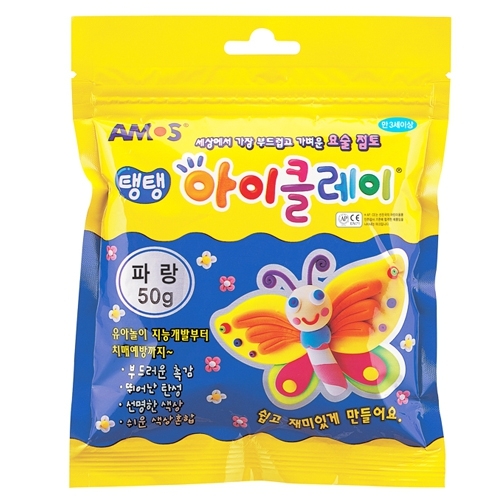 AMOS
세상에서 가장 부드럽고 가벼운 요술 점토
만 3세이상
탱탱 아이클레이®
AP CE
파 랑
50g
유아놀이 지능개발부터
치매예방까지~
• 부드러운 촉감
• 뛰어난 탄성
• 선명한 색상
• 쉬운 색상혼합
쉽고 재미있게 만들어요.